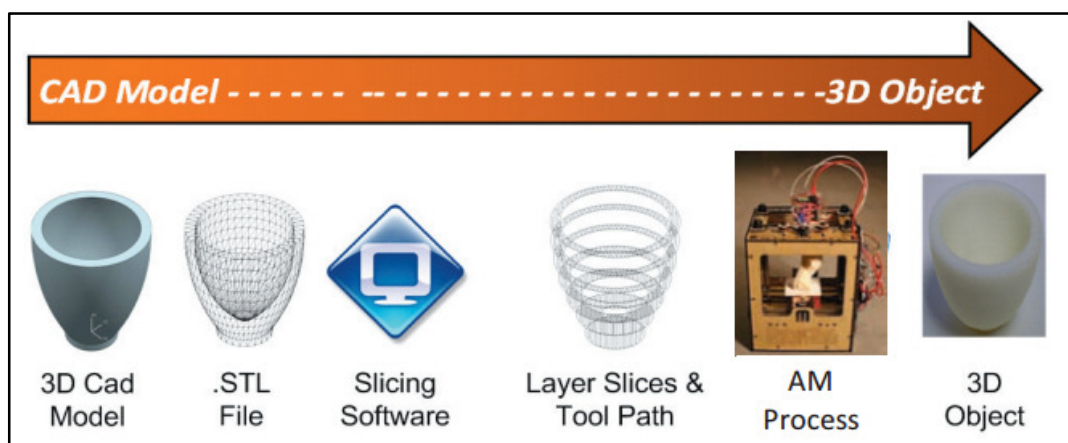 CAD Model - - - - - - -- - - - - - - - - - - - - - - - - - - - - - - -3D Object
3D Cad
Model
.STL
File
Slicing
Software
Layer Slices &
Tool Path
AM
Process
3D
Object